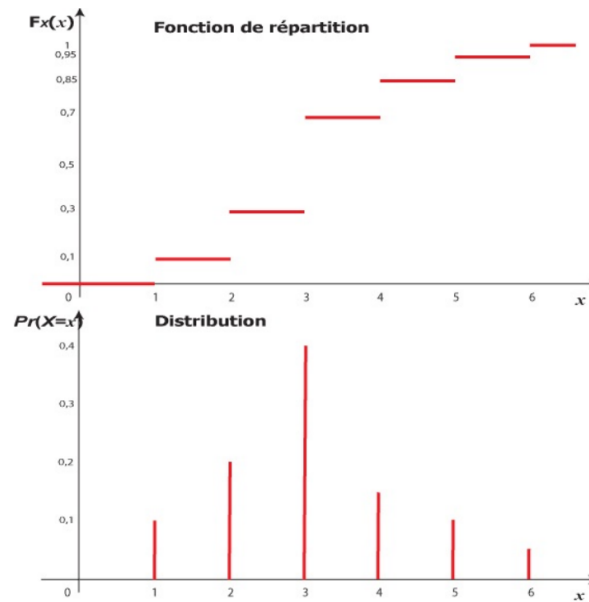 Fx(x) Fonction de répartition
1
0,95
0,85
0,7
0,5
0,3
0,1
0 1 2 3 4 5 6 x
Pr(X=x) Distribution
0,4
0,3
0,2
0,1
0 1 2 3 4 5 6 x